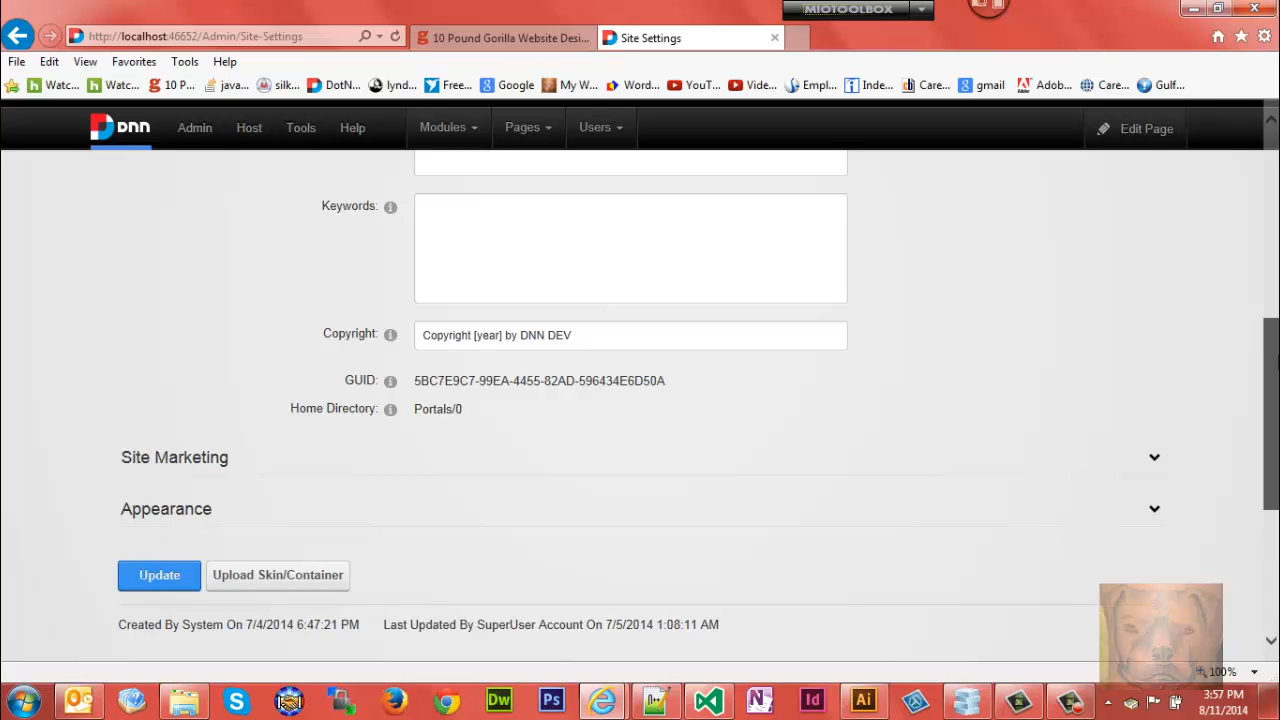 MIOTOOLBOX
http://localhost:46652/Admin/Site-Settings
10 Pound Gorilla Website Desi...
Site Settings
File Edit View Favorites Tools Help
Watc... Watc... 10 P... java... silk... DotN... lynd... Free... Google My W... Word... YouT... Vide... Empl... Inde... Care... gmail Adob... Care... Gulf...
DNN Admin Host Tools Help Modules Pages Users Edit Page
Keywords:
Copyright: Copyright [year] by DNN DEV
GUID: 5BC7E9C7-99EA-4455-82AD-596434E6D50A
Home Directory: Portals/0
Site Marketing
Appearance
Update Upload Skin/Container
Created By System On 7/4/2014 6:47:21 PM Last Updated By SuperUser Account On 7/5/2014 1:08:11 AM
100%
Dw Ps Id Ai
3:57 PM
8/11/2014